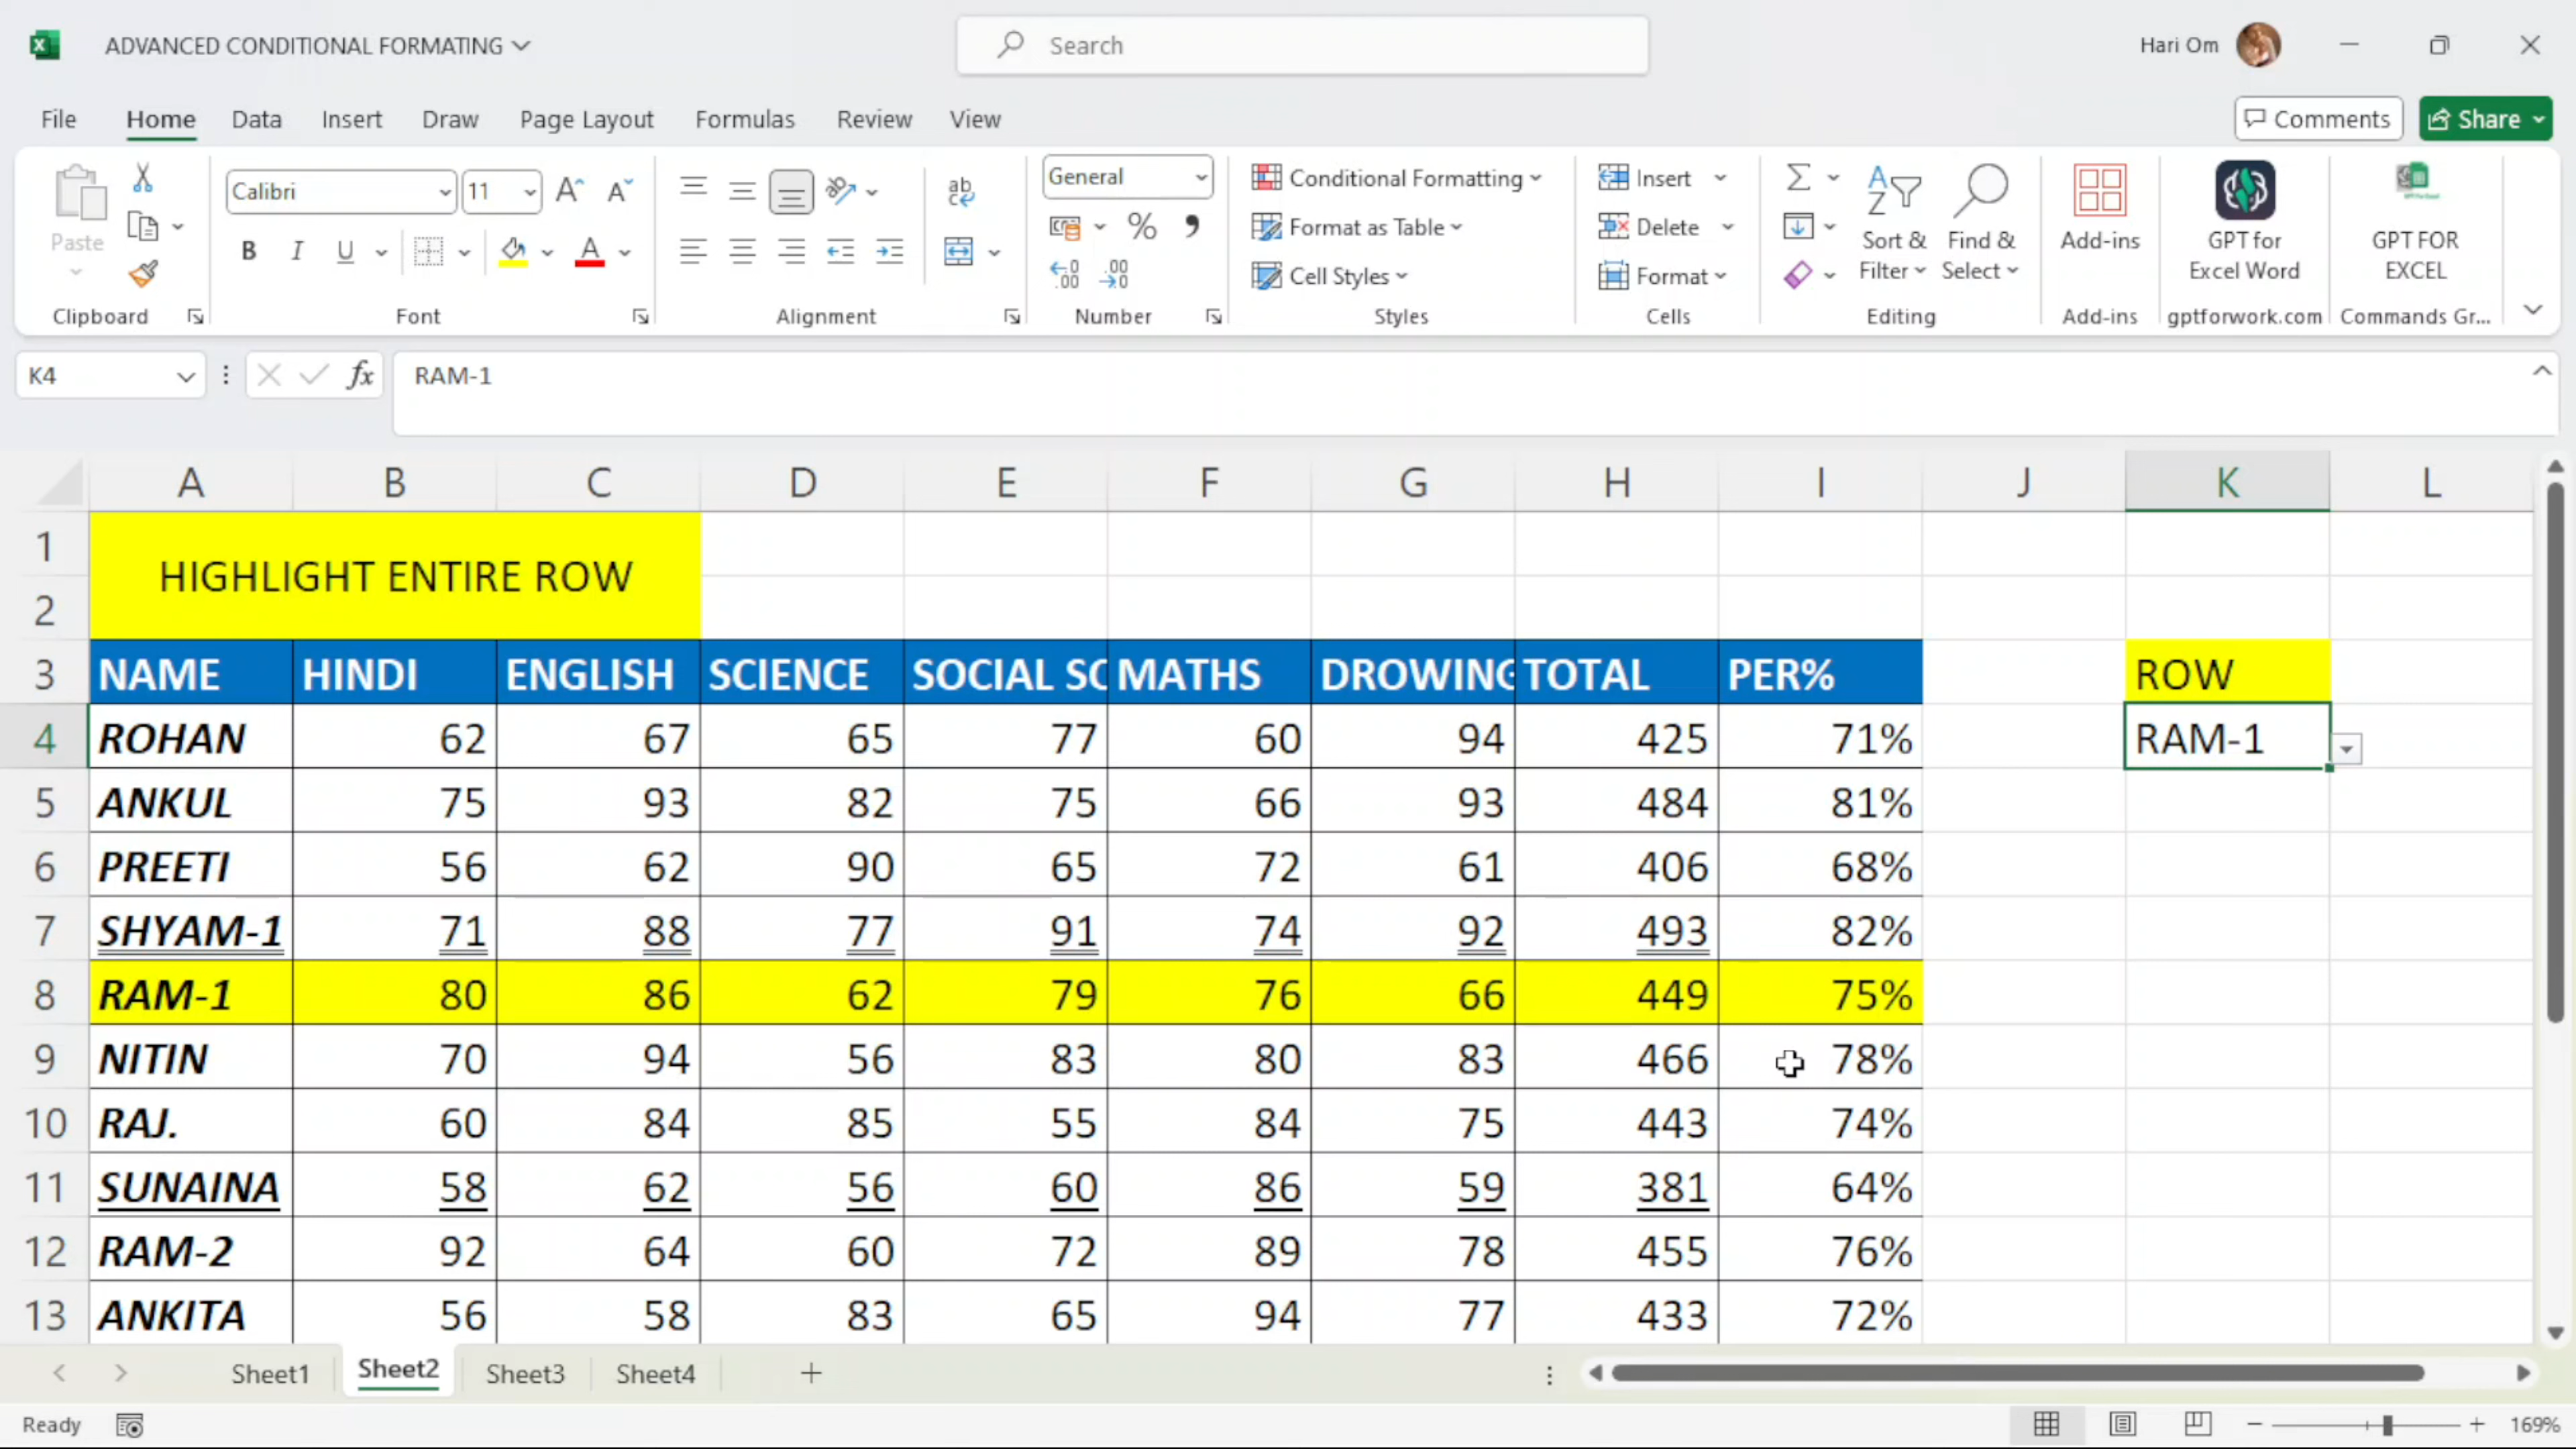 ADVANCED CONDITIONAL FORMATING
Search
Hari Om
File Home Data Insert Draw Page Layout Formulas Review View
Comments
Share
Paste
Clipboard
Calibri
11
B I U
Font
ab
Alignment
General
%
Number
Conditional Formatting
Format as Table
Cell Styles
Styles
Insert
Delete
Format
Cells
Sort & Filter
Find & Select
Editing
Add-ins
Add-ins
GPT for Excel Word
gptforwork.com
GPT FOR EXCEL
Commands Gr...
K4
fx
RAM-1
A B C D E F G H I J K L
1
HIGHLIGHT ENTIRE ROW
2
3 NAME HINDI ENGLISH SCIENCE SOCIAL SC MATHS DROWING TOTAL PER% ROW
4 ROHAN 62 67 65 77 60 94 425 71% RAM-1
5 ANKUL 75 93 82 75 66 93 484 81%
6 PREETI 56 62 90 65 72 61 406 68%
7 SHYAM-1 71 88 77 91 74 92 493 82%
8 RAM-1 80 86 62 79 76 66 449 75%
9 NITIN 70 94 56 83 80 83 466 78%
10 RAJ. 60 84 85 55 84 75 443 74%
11 SUNAINA 58 62 56 60 86 59 381 64%
12 RAM-2 92 64 60 72 89 78 455 76%
13 ANKITA 56 58 83 65 94 77 433 72%
Sheet1 Sheet2 Sheet3 Sheet4
Ready
169%